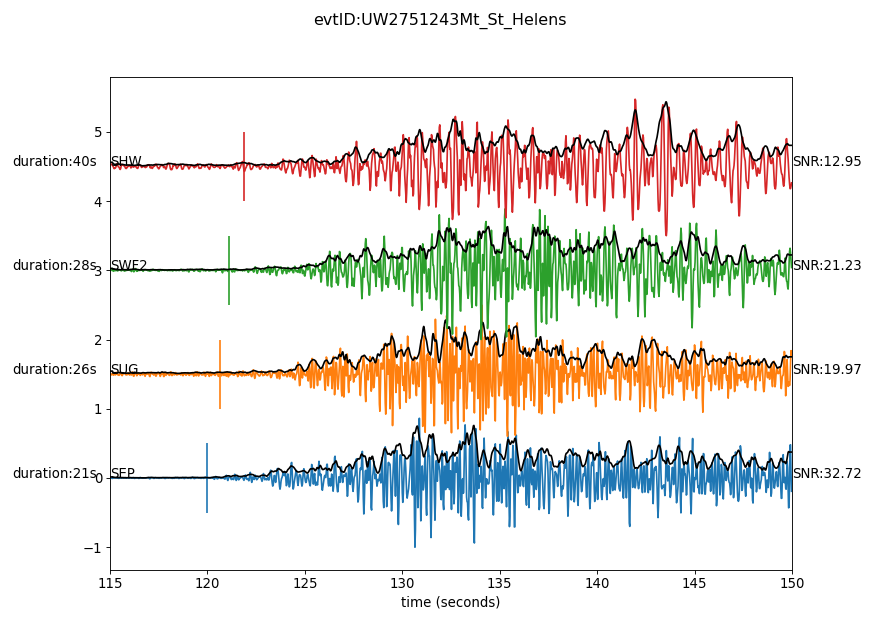 evtID:UW2751243Mt_St_Helens
5
duration:40s SHW SNR:12.95
4
duration:28s SWF2 SNR:21.23
3
2
duration:26s SUG SNR:19.97
1
duration:21s SEP SNR:32.72
0
−1
115 120 125 130 135 140 145 150
time (seconds)